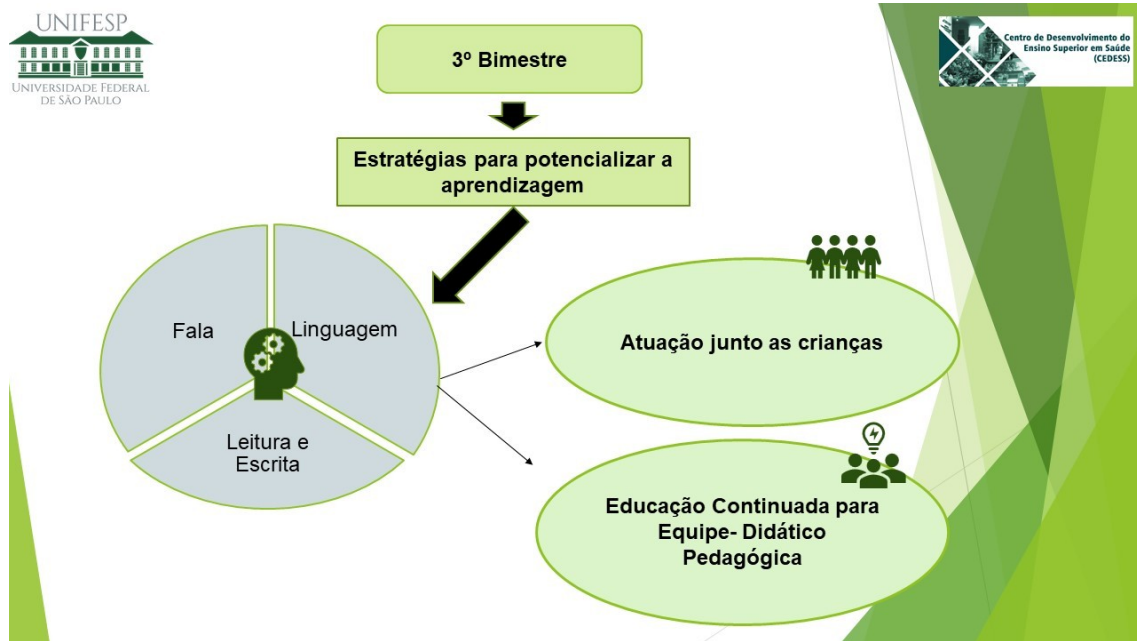 UNIFESP
UNIVERSIDADE FEDERAL
DE SÃO PAULO
3º Bimestre
Centro de Desenvolvimento do
Ensino Superior em Saúde
(CEDESS)
Estratégias para potencializar a
aprendizagem
Fala
Linguagem
Leitura e
Escrita
Atuação junto as crianças
Educação Continuada para
Equipe- Didático
Pedagógica